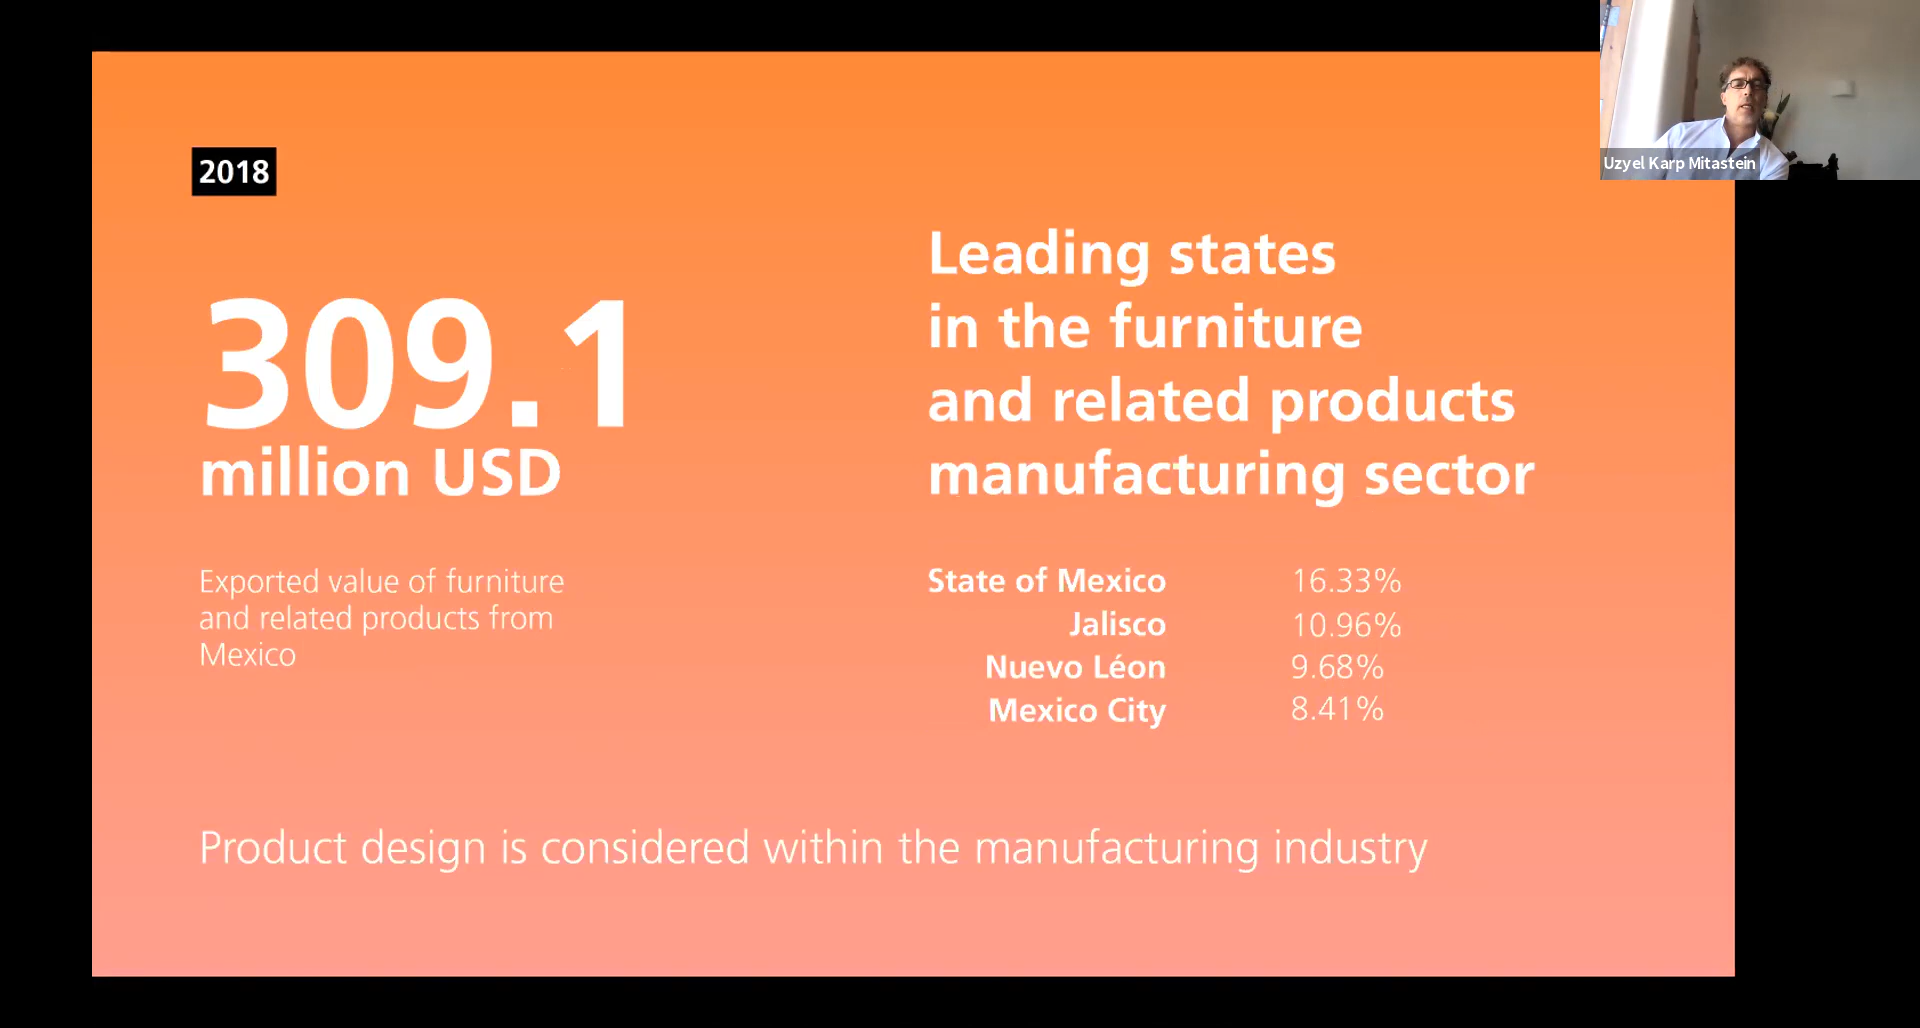 2018
309.1
million USD
Exported value of furniture
and related products from
Mexico
Leading states
in the furniture
and related products
manufacturing sector
State of Mexico 16.33%
Jalisco 10.96%
Nuevo Léon 9.68%
Mexico City 8.41%
Product design is considered within the manufacturing industry
Uzyel Karp Mitastein